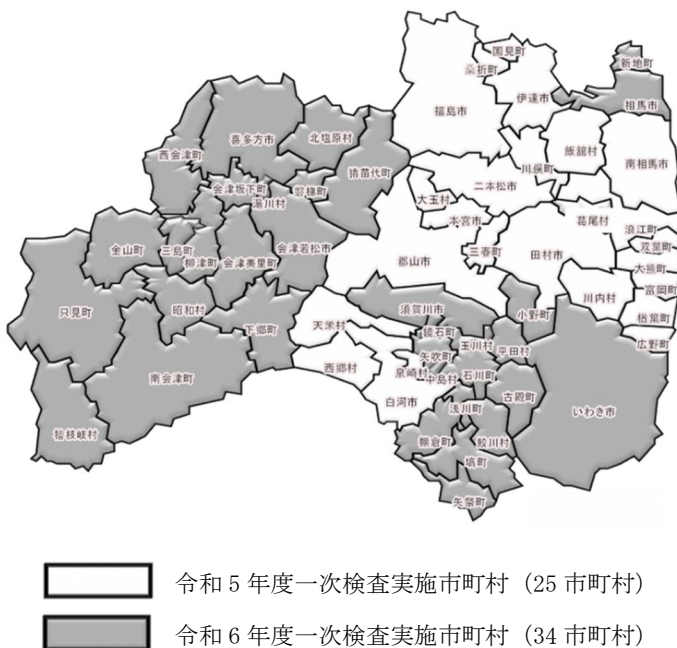 国見町
桑折町
新地町
伊達市
相馬市
福島市
喜多方市
北塩原村
西会津町
川俣町
飯舘村
南相馬市
猪苗代町
二本松市
会津坂下町
磐梯町
湯川村
大玉村
本宮市
葛尾村
浪江町
金山町
三島町
会津若松市
三春町
田村市
双葉町
柳津町
会津美里町
郡山市
大熊町
富岡町
川内村
只見町
昭和村
須賀川市
小野町
楢葉町
下郷町
天栄村
鏡石町
玉川村
平田村
広野町
矢吹町
西郷村
泉崎村
中島村
石川町
南会津町
古殿町
白河市
浅川町
いわき市
檜枝岐村
棚倉町
鮫川村
塙町
矢祭町
令和5年度一次検査実施市町村（25市町村）
令和6年度一次検査実施市町村（34市町村）